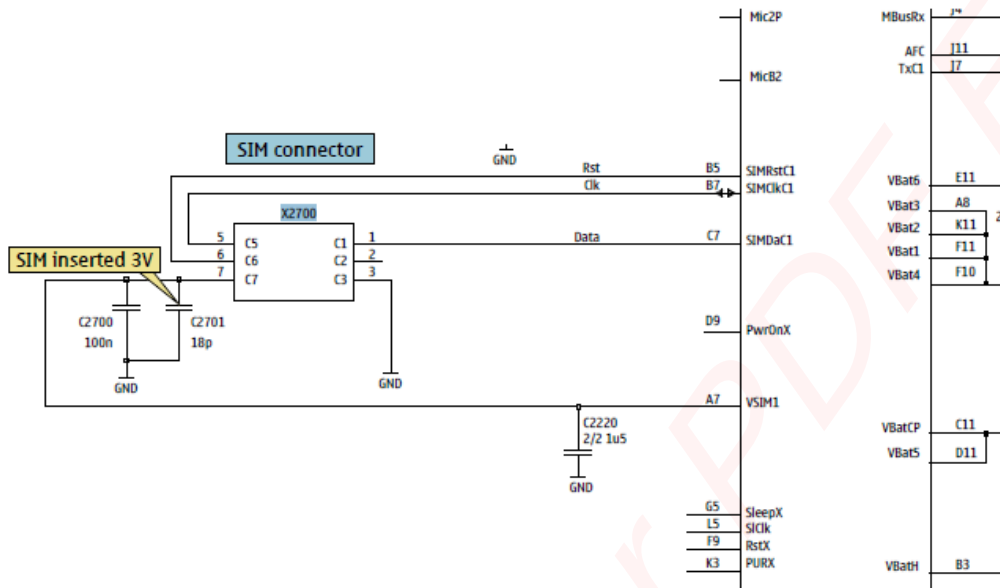 Mic2P
MBusRx J4
AFC J11
TxC1 J7
MicB2
SIM connector
GND
Rst B5 SIMRstC1
Clk B7 SIMClkC1
VBat6 E11
VBat3 A8
VBat2 K11
VBat1 F11
VBat4 F10
2
X2700
5 C5 C1 1 Data C7 SIMDaC1
6 C6 C2 2
7 C7 C3 3
SIM inserted 3V
C2700
100n
C2701
18p
GND
GND
D9 PwrOnX
A7 VSIM1
C2220
2/2 1u5
GND
VBatCP C11
VBat5 D11
G5 SleepX
L5 SlClk
F9 RstX
K3 PURX
VBatH B3
r PDF